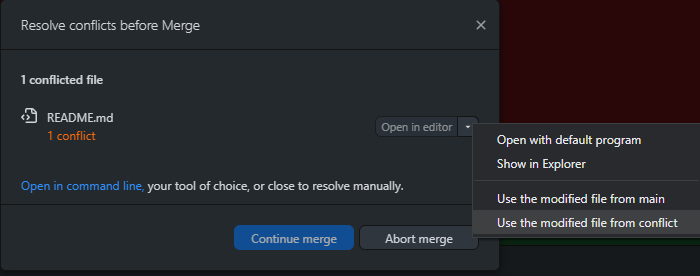 Resolve conflicts before Merge
1 conflicted file
README.md
1 conflict
Open in editor
Open with default program
Show in Explorer
Use the modified file from main
Use the modified file from conflict
Open in command line, your tool of choice, or close to resolve manually.
Continue merge
Abort merge